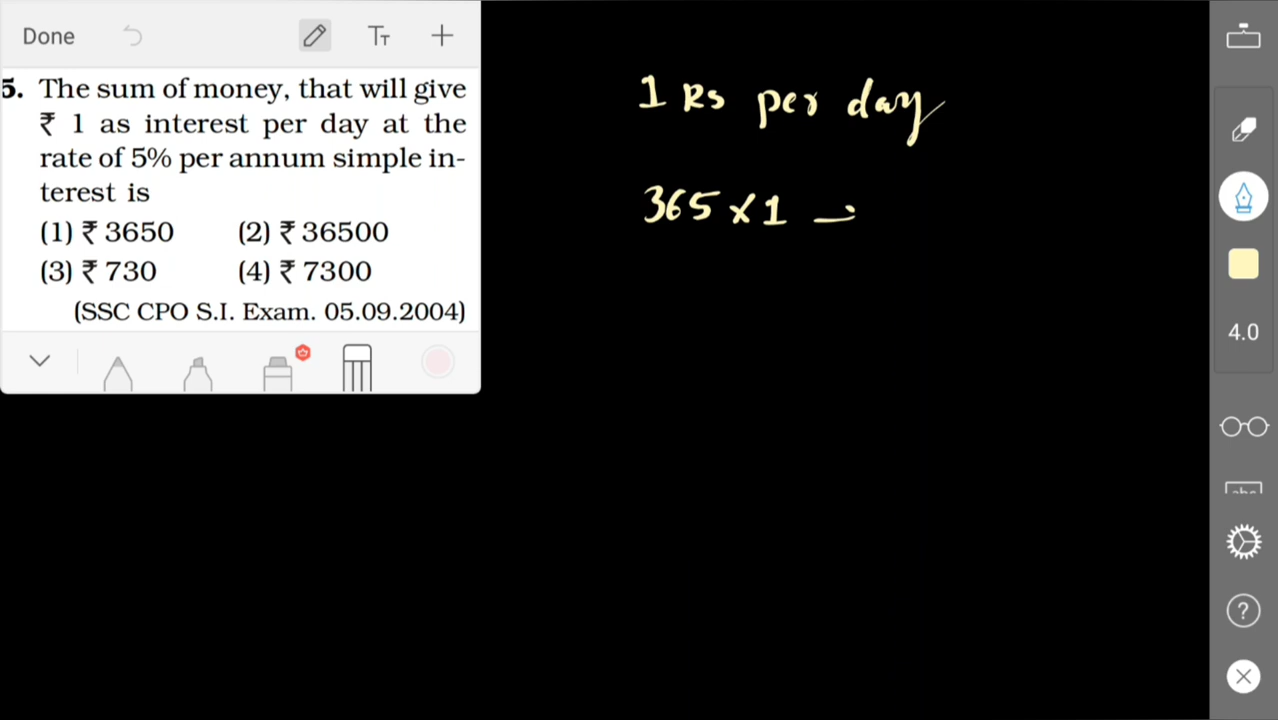 Done
5. The sum of money, that will give
₹ 1 as interest per day at the
rate of 5% per annum simple in-
terest is
(1) ₹ 3650 (2) ₹ 36500
(3) ₹ 730 (4) ₹ 7300
(SSC CPO S.I. Exam. 05.09.2004)
1 Rs per day
365 × 1 =
4.0
abc